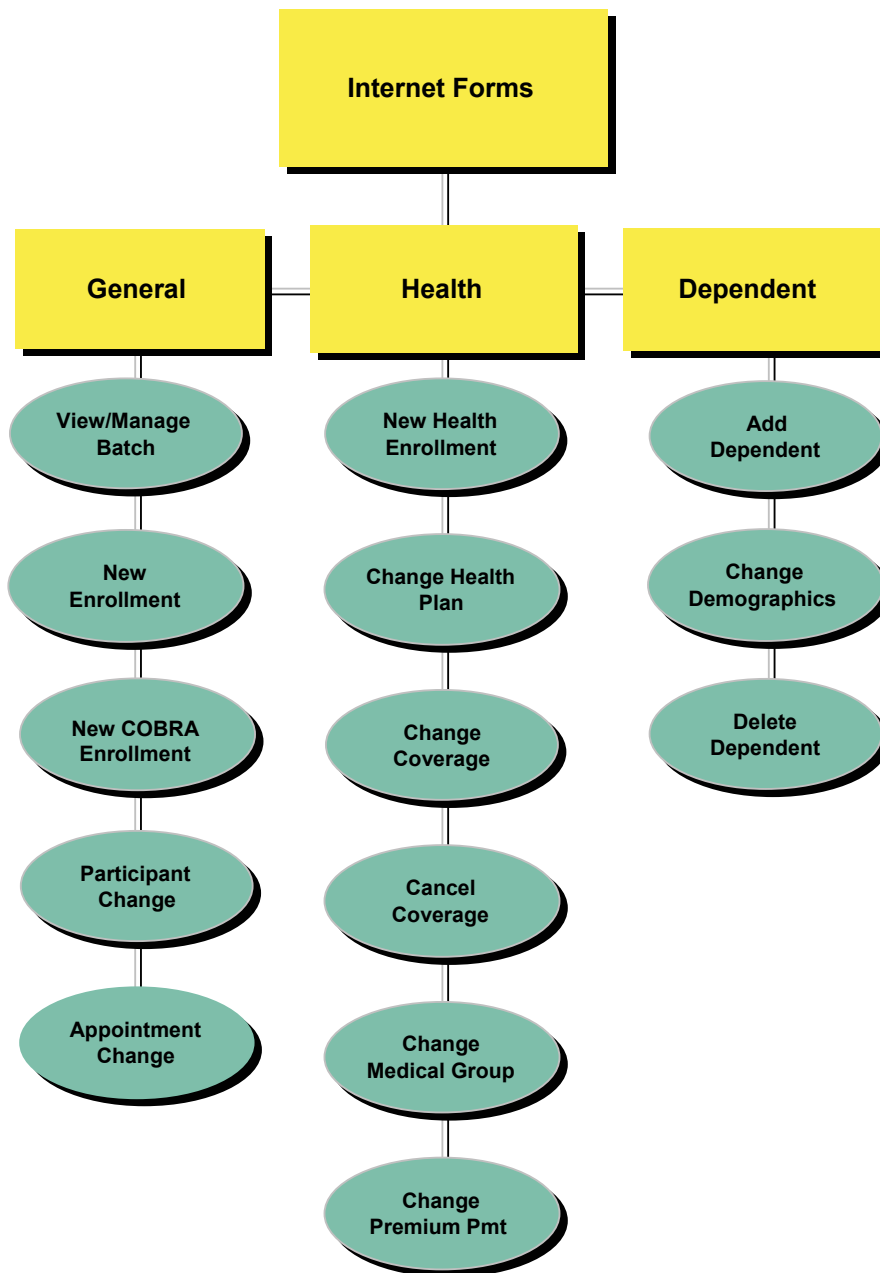 Internet Forms
General
Health
Dependent
View/Manage
Batch
New
Enrollment
New COBRA
Enrollment
Participant
Change
Appointment
Change
New Health
Enrollment
Change Health
Plan
Change
Coverage
Cancel
Coverage
Change
Medical Group
Change
Premium Pmt
Add
Dependent
Change
Demographics
Delete
Dependent